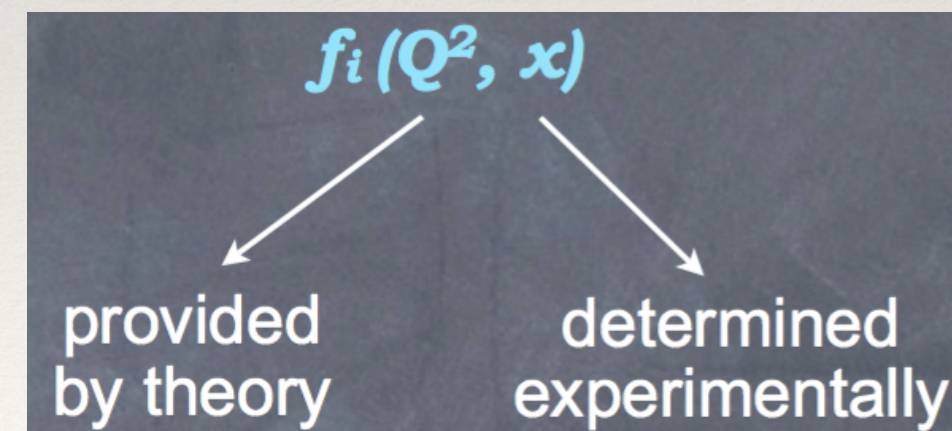 fi (Q², x)
provided
determined
by theory
experimentally